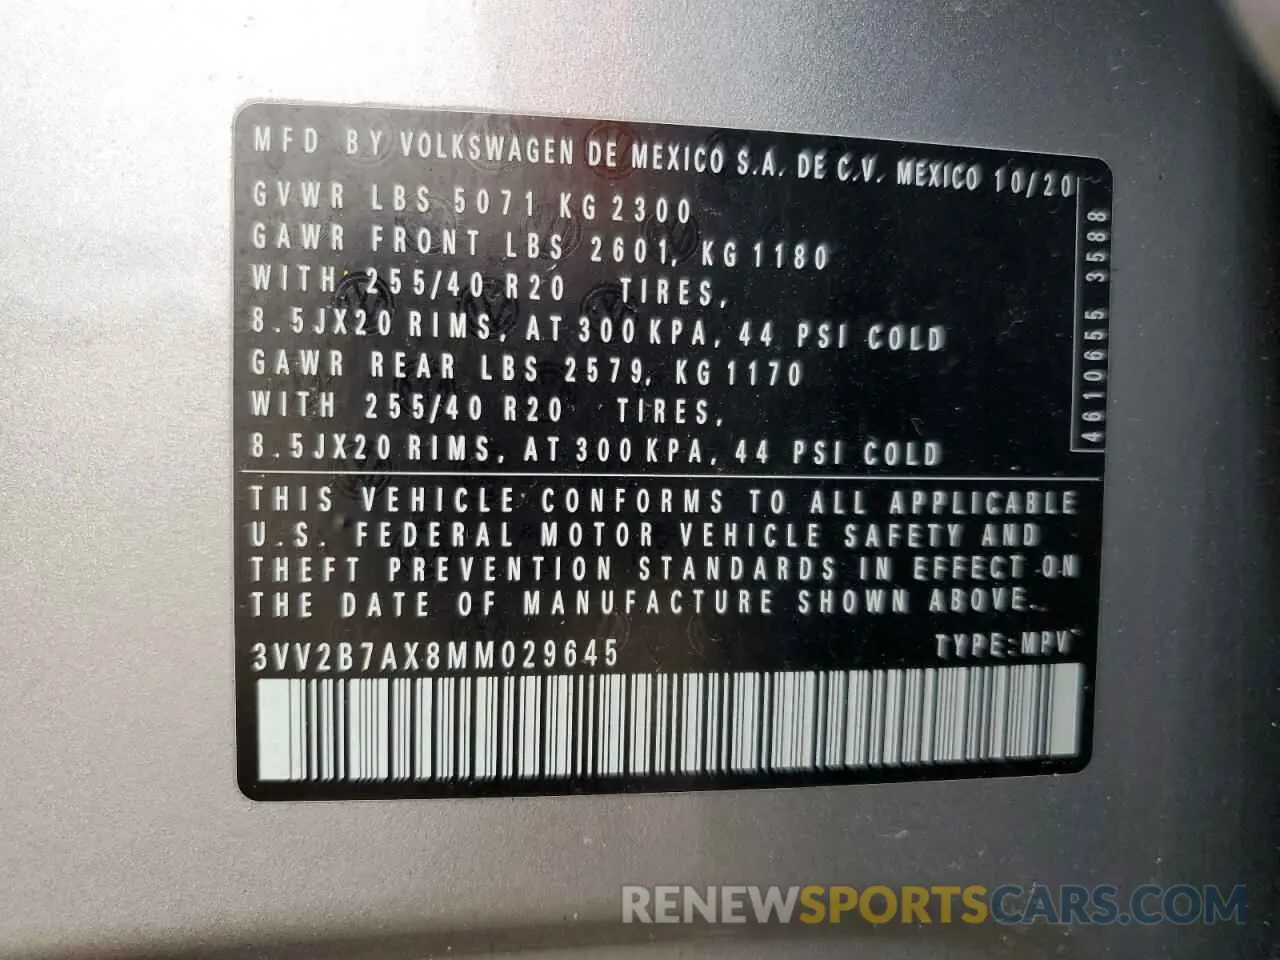 MFD BY VOLKSWAGEN DE MEXICO S.A. DE C.V. MEXICO 10/20
GVWR LBS 5071 KG 2300
GAWR FRONT LBS 2601, KG 1180
WITH 255/40 R20 TIRES,
8.5JX20 RIMS, AT 300 KPA, 44 PSI COLD
GAWR REAR LBS 2579, KG 1170
WITH 255/40 R20 TIRES,
8.5JX20 RIMS, AT 300 KPA, 44 PSI COLD
4610655 3588
THIS VEHICLE CONFORMS TO ALL APPLICABLE
U.S. FEDERAL MOTOR VEHICLE SAFETY AND
THEFT PREVENTION STANDARDS IN EFFECT ON
THE DATE OF MANUFACTURE SHOWN ABOVE.
3VV2B7AX8MM029645 TYPE:MPV
RENEWSPORTSCARS.COM